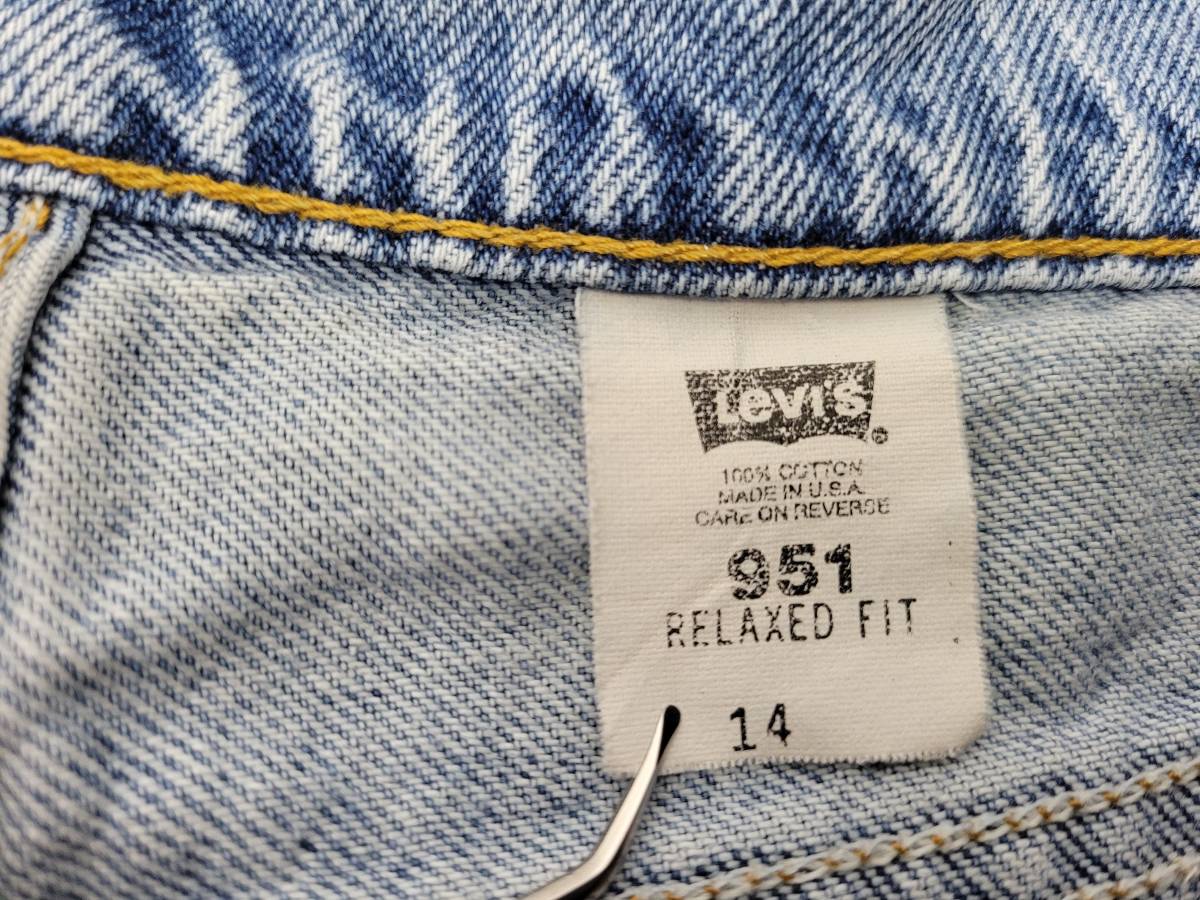 Levi's®
100% COTTON
MADE IN U.S.A.
CARE ON REVERSE
951
RELAXED FIT
14